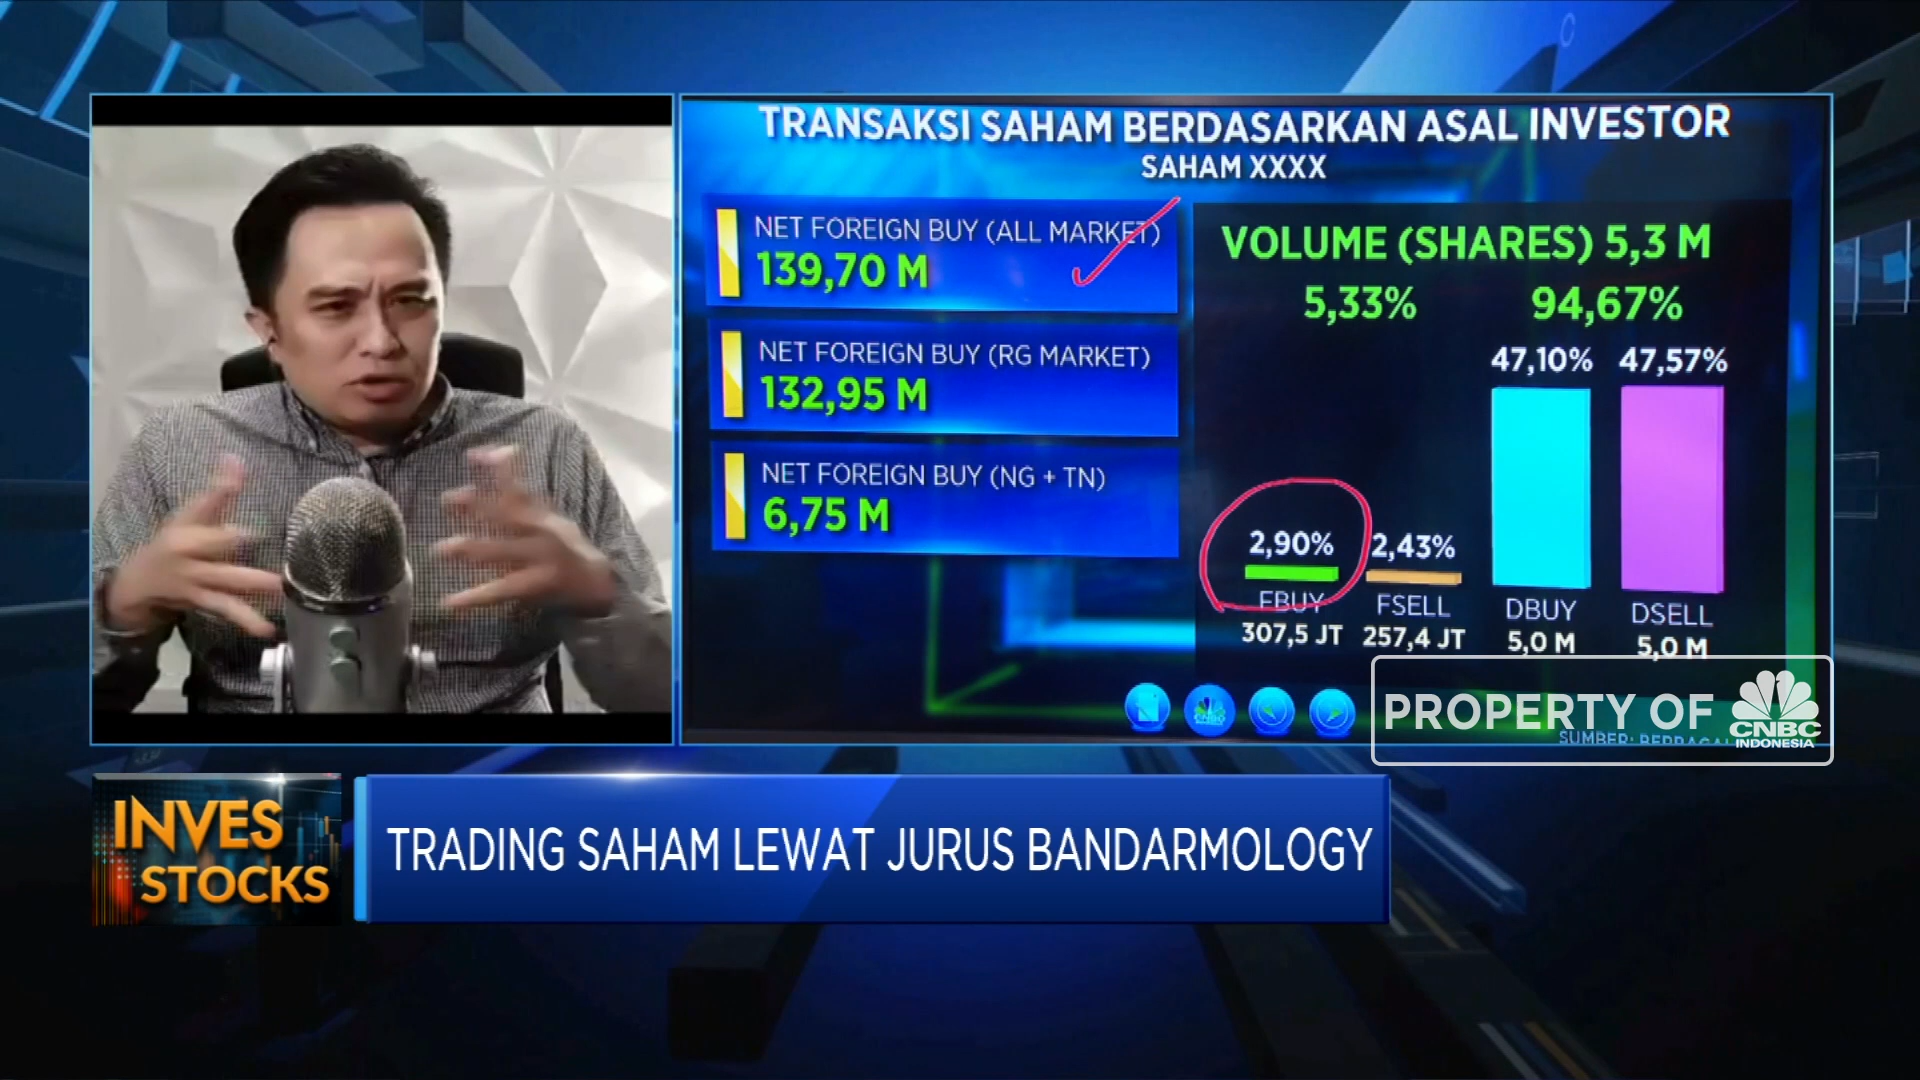 TRANSAKSI SAHAM BERDASARKAN ASAL INVESTOR
SAHAM XXXX
NET FOREIGN BUY (ALL MARKET)
139,70 M
NET FOREIGN BUY (RG MARKET)
132,95 M
NET FOREIGN BUY (NG + TN)
6,75 M
VOLUME (SHARES) 5,3 M
5,33% 94,67%
47,10% 47,57%
2,90% 2,43%
FBUY FSELL DBUY DSELL
307,5 JT 257,4 JT 5,0 M 5,0 M
PROPERTY OF CNBC INDONESIA
SUMBER:
INVES
STOCKS
TRADING SAHAM LEWAT JURUS BANDARMOLOGY